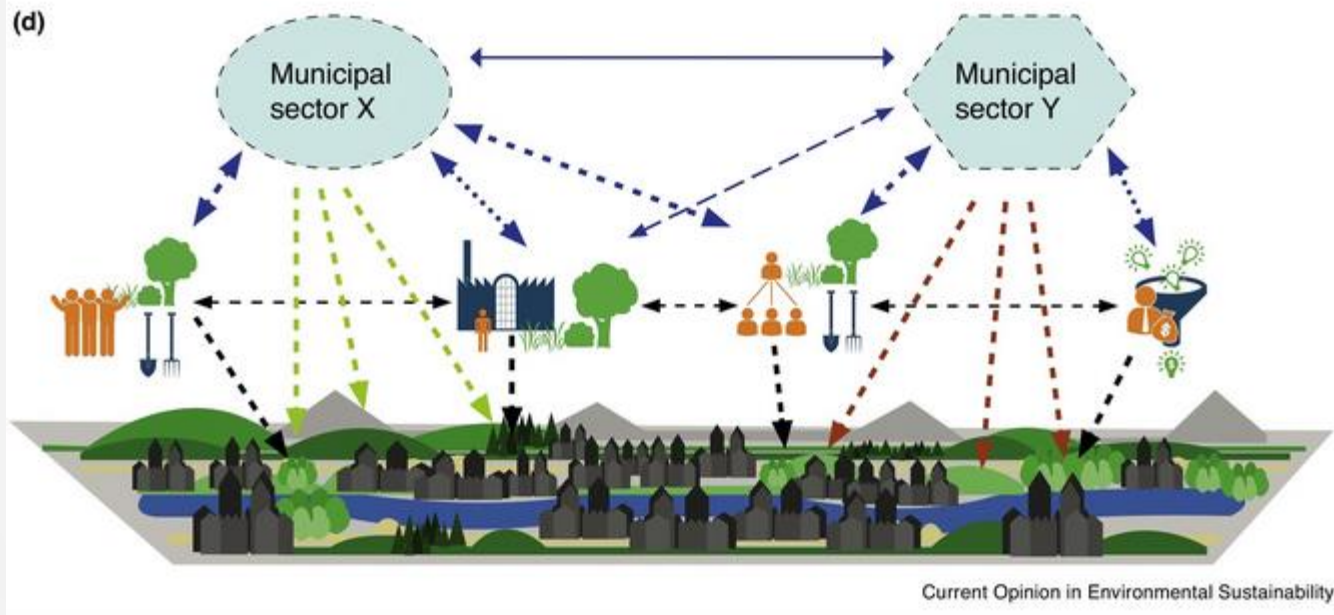 (d)
Municipal
sector X
Municipal
sector Y
$
Current Opinion in Environmental Sustainability